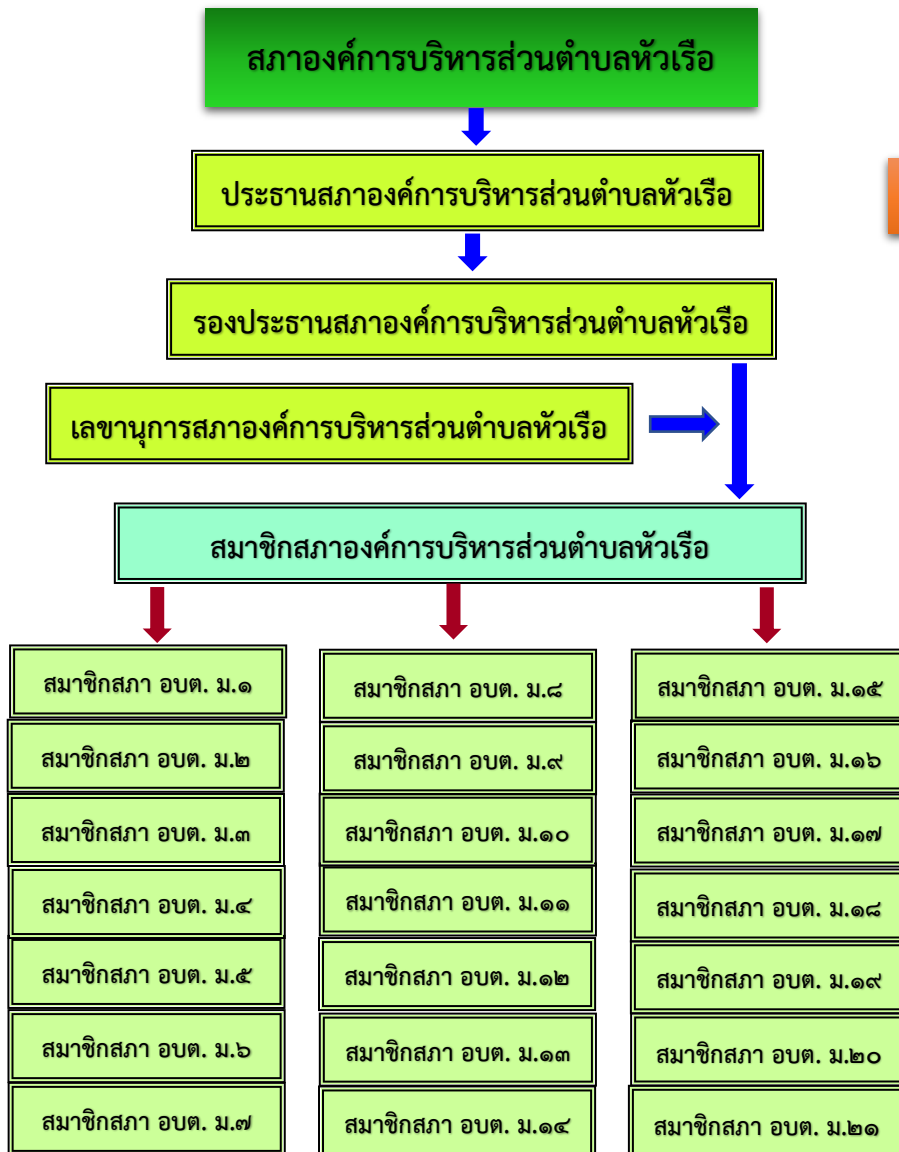 สภาองค์การบริหารส่วนตำบลหัวเรือ
ประธานสภาองค์การบริหารส่วนตำบลหัวเรือ
รองประธานสภาองค์การบริหารส่วนตำบลหัวเรือ
เลขานุการสภาองค์การบริหารส่วนตำบลหัวเรือ
สมาชิกสภาองค์การบริหารส่วนตำบลหัวเรือ
สมาชิกสภา อบต. ม.๑
สมาชิกสภา อบต. ม.๒
สมาชิกสภา อบต. ม.๓
สมาชิกสภา อบต. ม.๔
สมาชิกสภา อบต. ม.๕
สมาชิกสภา อบต. ม.๖
สมาชิกสภา อบต. ม.๗
สมาชิกสภา อบต. ม.๘
สมาชิกสภา อบต. ม.๙
สมาชิกสภา อบต. ม.๑๐
สมาชิกสภา อบต. ม.๑๑
สมาชิกสภา อบต. ม.๑๒
สมาชิกสภา อบต. ม.๑๓
สมาชิกสภา อบต. ม.๑๔
สมาชิกสภา อบต. ม.๑๕
สมาชิกสภา อบต. ม.๑๖
สมาชิกสภา อบต. ม.๑๗
สมาชิกสภา อบต. ม.๑๘
สมาชิกสภา อบต. ม.๑๙
สมาชิกสภา อบต. ม.๒๐
สมาชิกสภา อบต. ม.๒๑